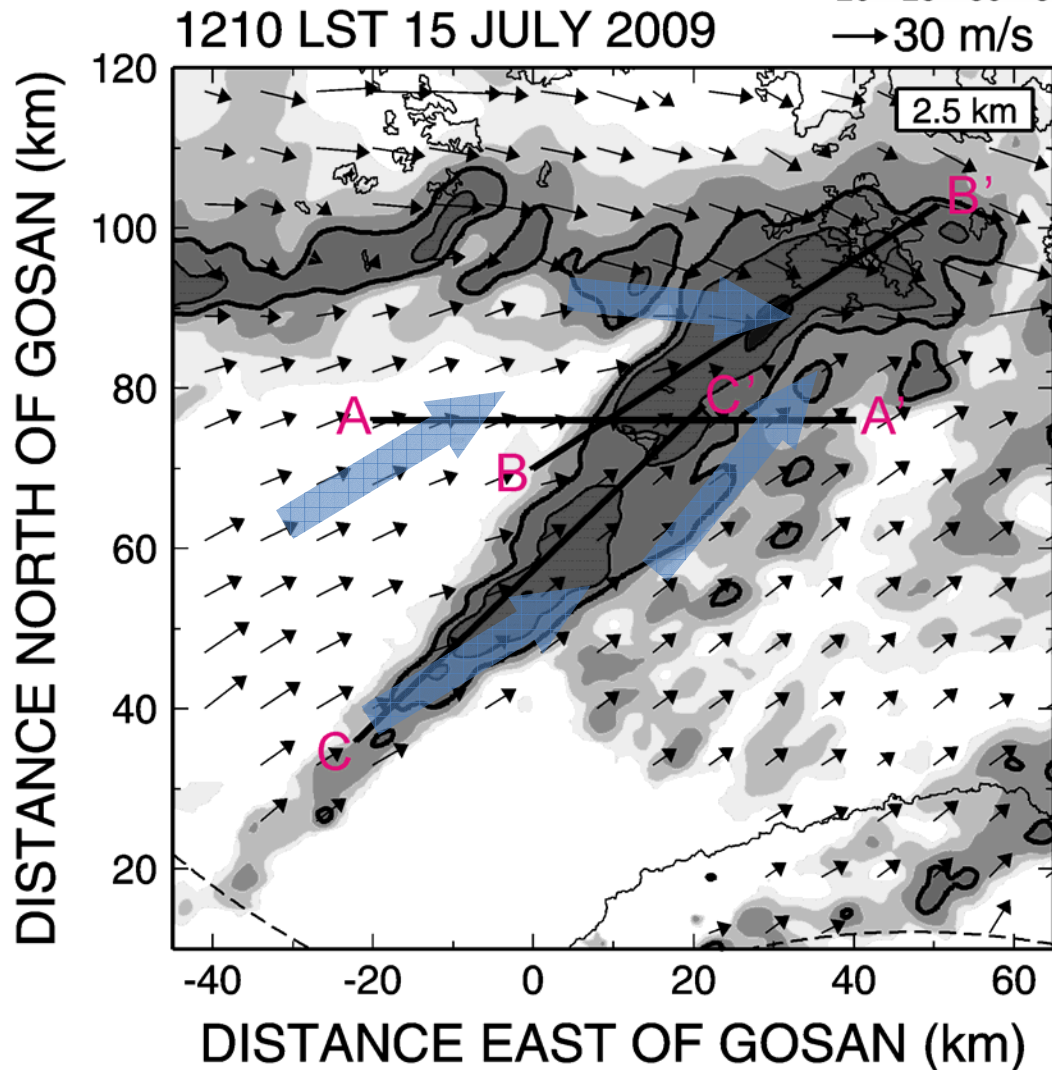 1210 LST 15 JULY 2009
30 m/s
120
2.5 km
B'
100
80
C'
A
A'
B
60
40
C
20
-40 -20 0 20 40 60
DISTANCE NORTH OF GOSAN (km)
DISTANCE EAST OF GOSAN (km)